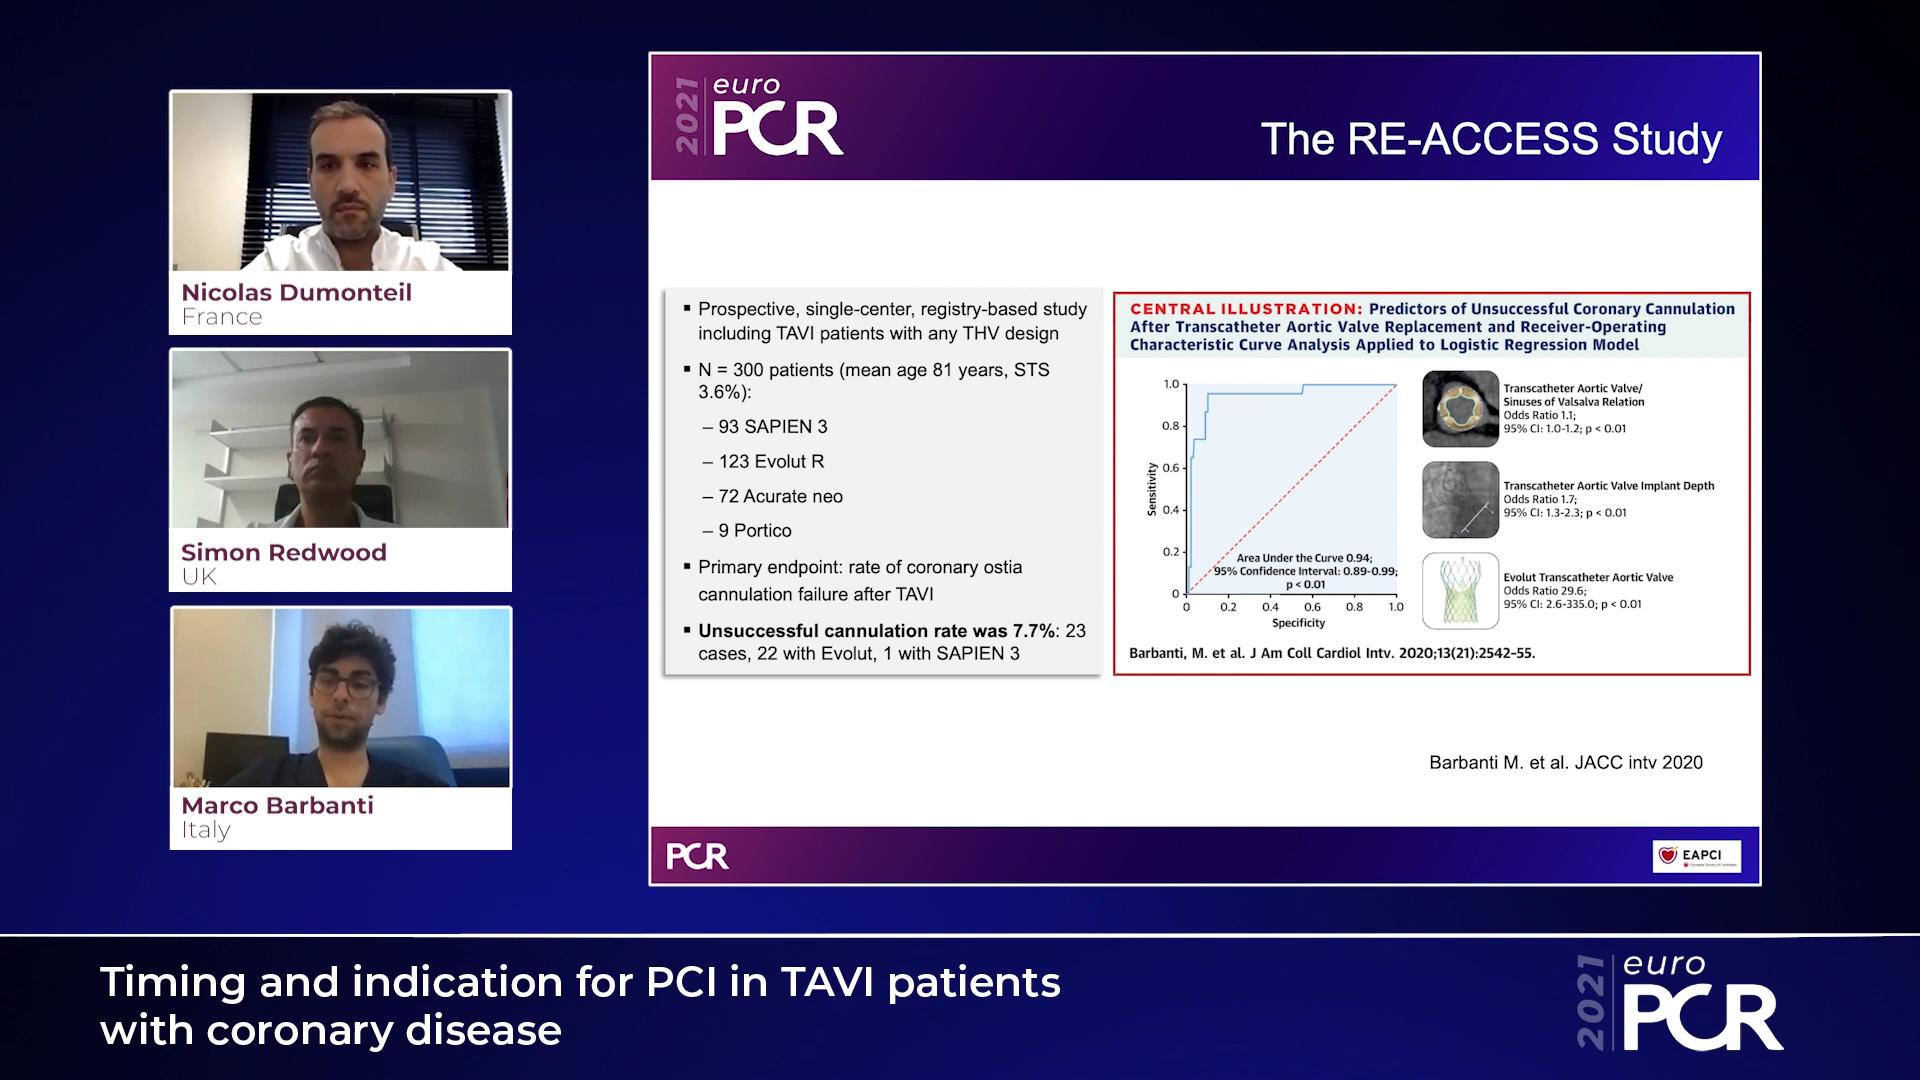 Nicolas Dumonteil
France
Simon Redwood
UK
Marco Barbanti
Italy
2021
euro
PCR
The RE-ACCESS Study
▪ Prospective, single-center, registry-based study
including TAVI patients with any THV design
▪ N = 300 patients (mean age 81 years, STS
3.6%):
– 93 SAPIEN 3
– 123 Evolut R
– 72 Acurate neo
– 9 Portico
▪ Primary endpoint: rate of coronary ostia
cannulation failure after TAVI
▪ Unsuccessful cannulation rate was 7.7%: 23
cases, 22 with Evolut, 1 with SAPIEN 3
CENTRAL ILLUSTRATION: Predictors of Unsuccessful Coronary Cannulation
After Transcatheter Aortic Valve Replacement and Receiver-Operating
Characteristic Curve Analysis Applied to Logistic Regression Model
1.0
0.8
0.6
0.4
0.2
0
Sensitivity
Area Under the Curve 0.94;
95% Confidence Interval: 0.89-0.99;
p < 0.01
0 0.2 0.4 0.6 0.8 1.0
Specificity
Transcatheter Aortic Valve/
Sinuses of Valsalva Relation
Odds Ratio 1.1;
95% CI: 1.0-1.2; p < 0.01
Transcatheter Aortic Valve Implant Depth
Odds Ratio 1.7;
95% CI: 1.3-2.3; p < 0.01
Evolut Transcatheter Aortic Valve
Odds Ratio 29.6;
95% CI: 2.6-335.0; p < 0.01
Barbanti, M. et al. J Am Coll Cardiol Intv. 2020;13(21):2542-55.
Barbanti M. et al. JACC intv 2020
PCR
EAPCI
Timing and indication for PCI in TAVI patients
with coronary disease
2021
euro
PCR